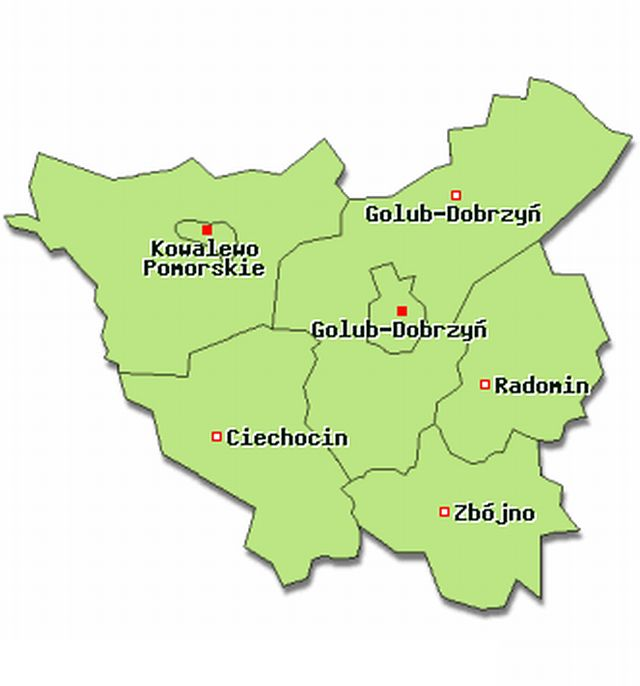 Golub-Dobrzyń
Kowalewo
Pomorskie
Golub-Dobrzyń
Radomin
Ciechocin
Zbójno